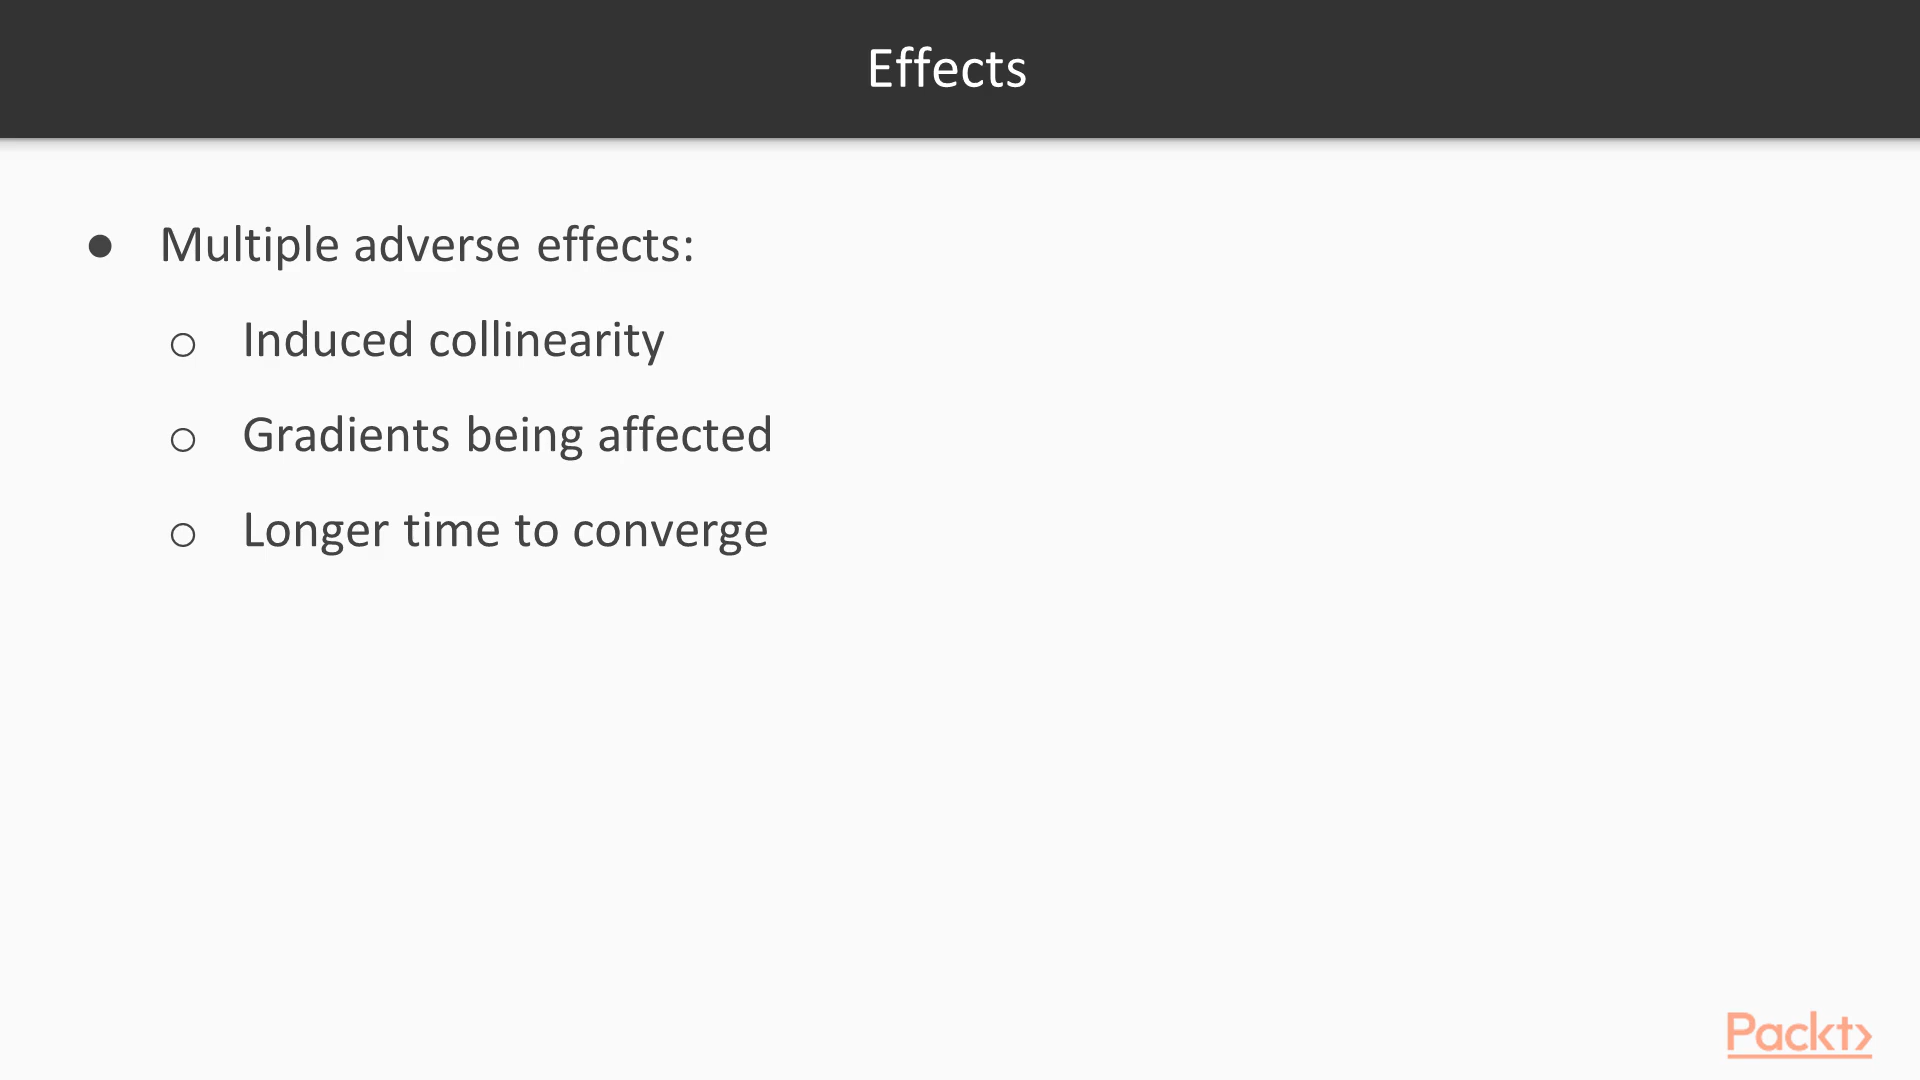 Effects
● Multiple adverse effects:
○ Induced collinearity
○ Gradients being affected
○ Longer time to converge
Packt>